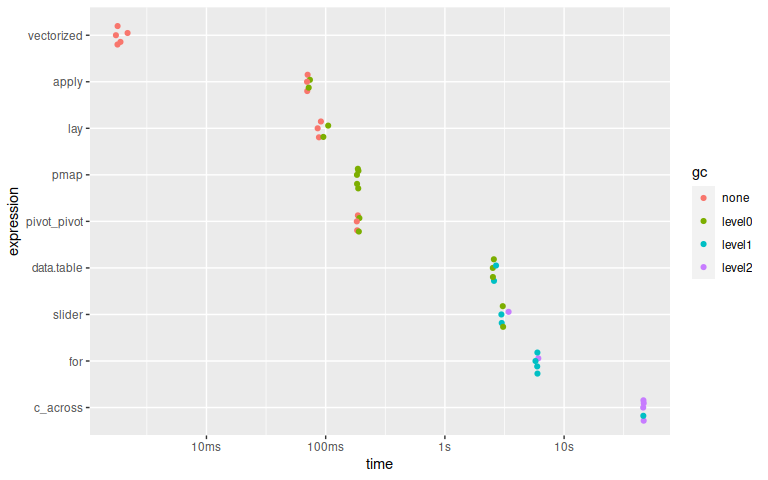 vectorized
apply
lay
pmap
pivot_pivot
data.table
slider
for
c_across
expression
10ms 100ms 1s 10s
time
gc
none
level0
level1
level2